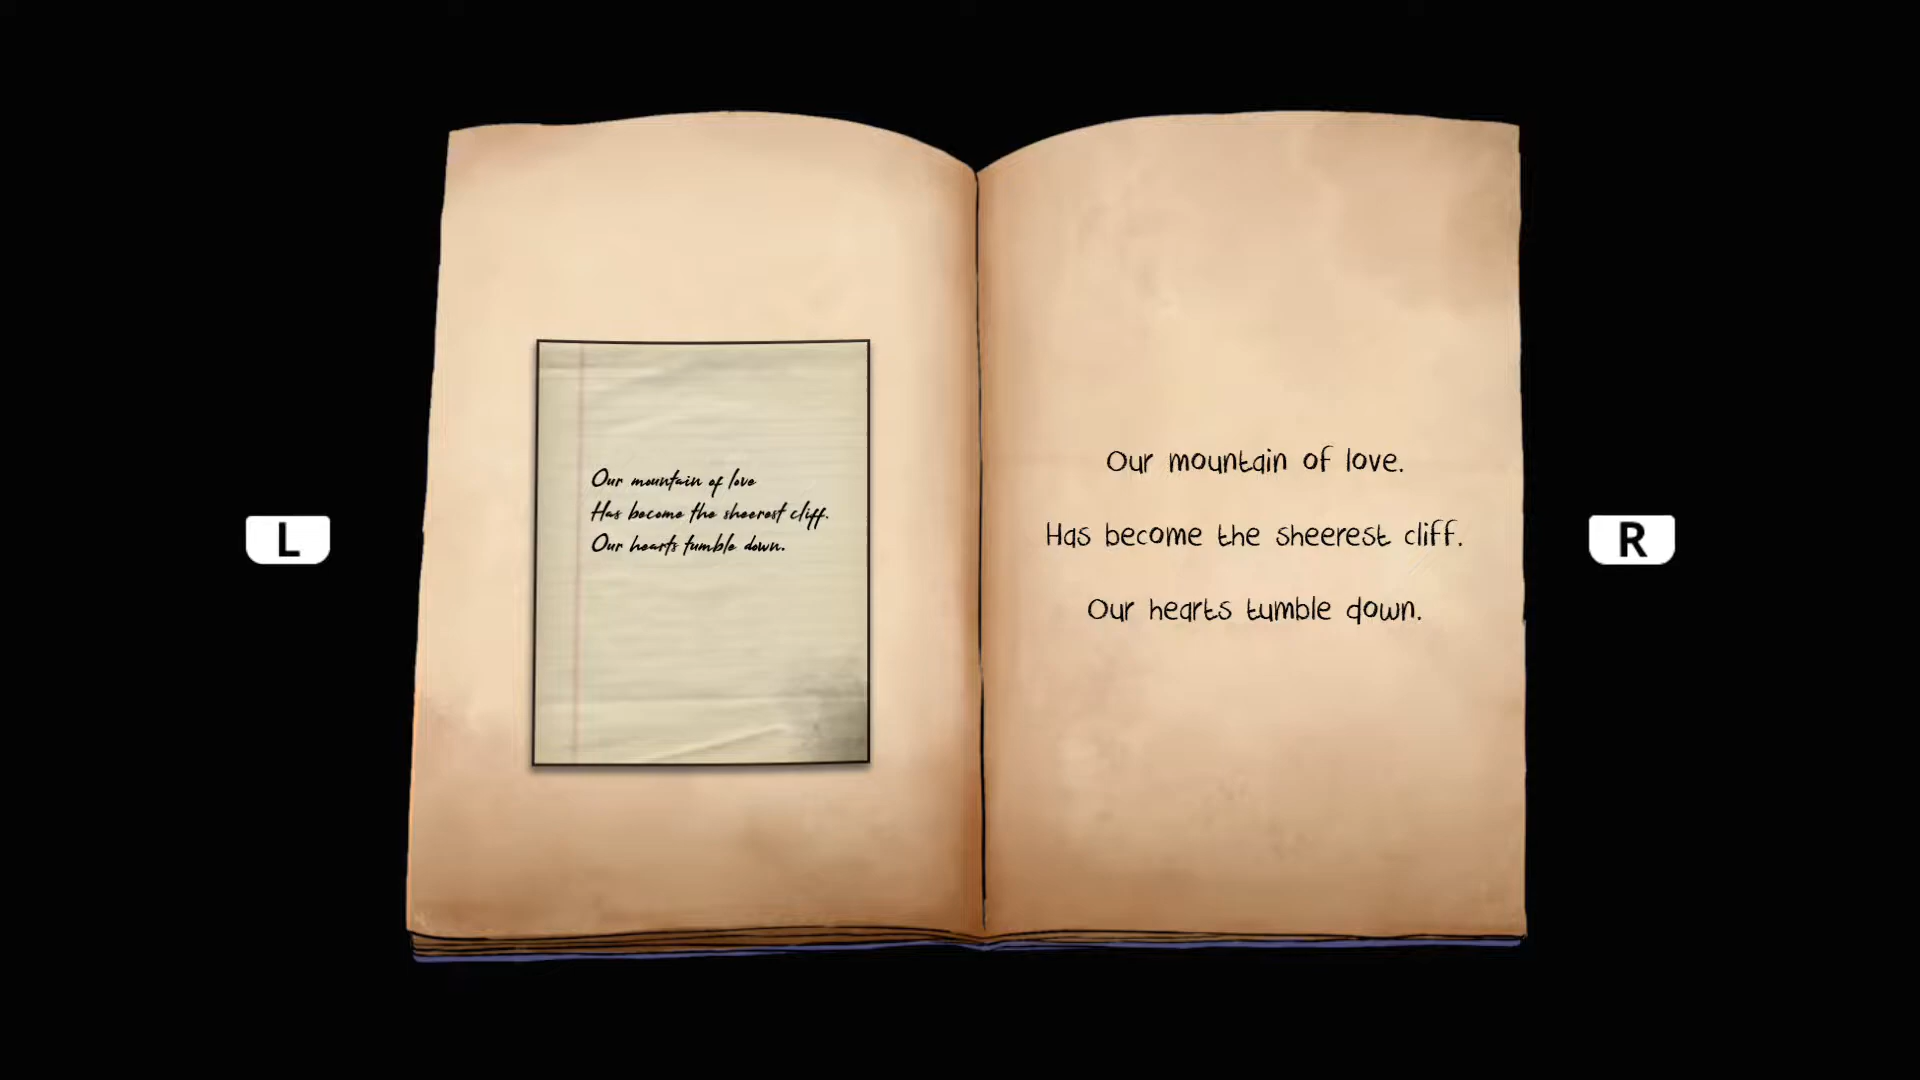 Our mountain of love
Has become the sheerest cliff.
Our hearts tumble down.
Our mountain of love.
Has become the sheerest cliff.
Our hearts tumble down.
L
R